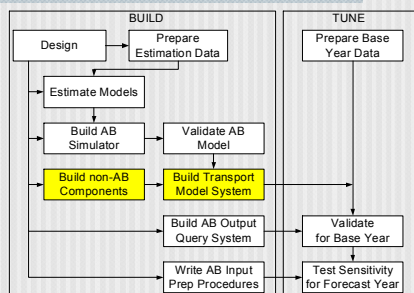 BUILD
TUNE
Design
Prepare
Estimation Data
Prepare Base
Year Data
Estimate Models
Build AB
Simulator
Validate AB
Model
Build non-AB
Components
Build Transport
Model System
Build AB Output
Query System
Validate
for Base Year
Write AB Input
Prep Procedures
Test Sensitivity
for Forecast Year